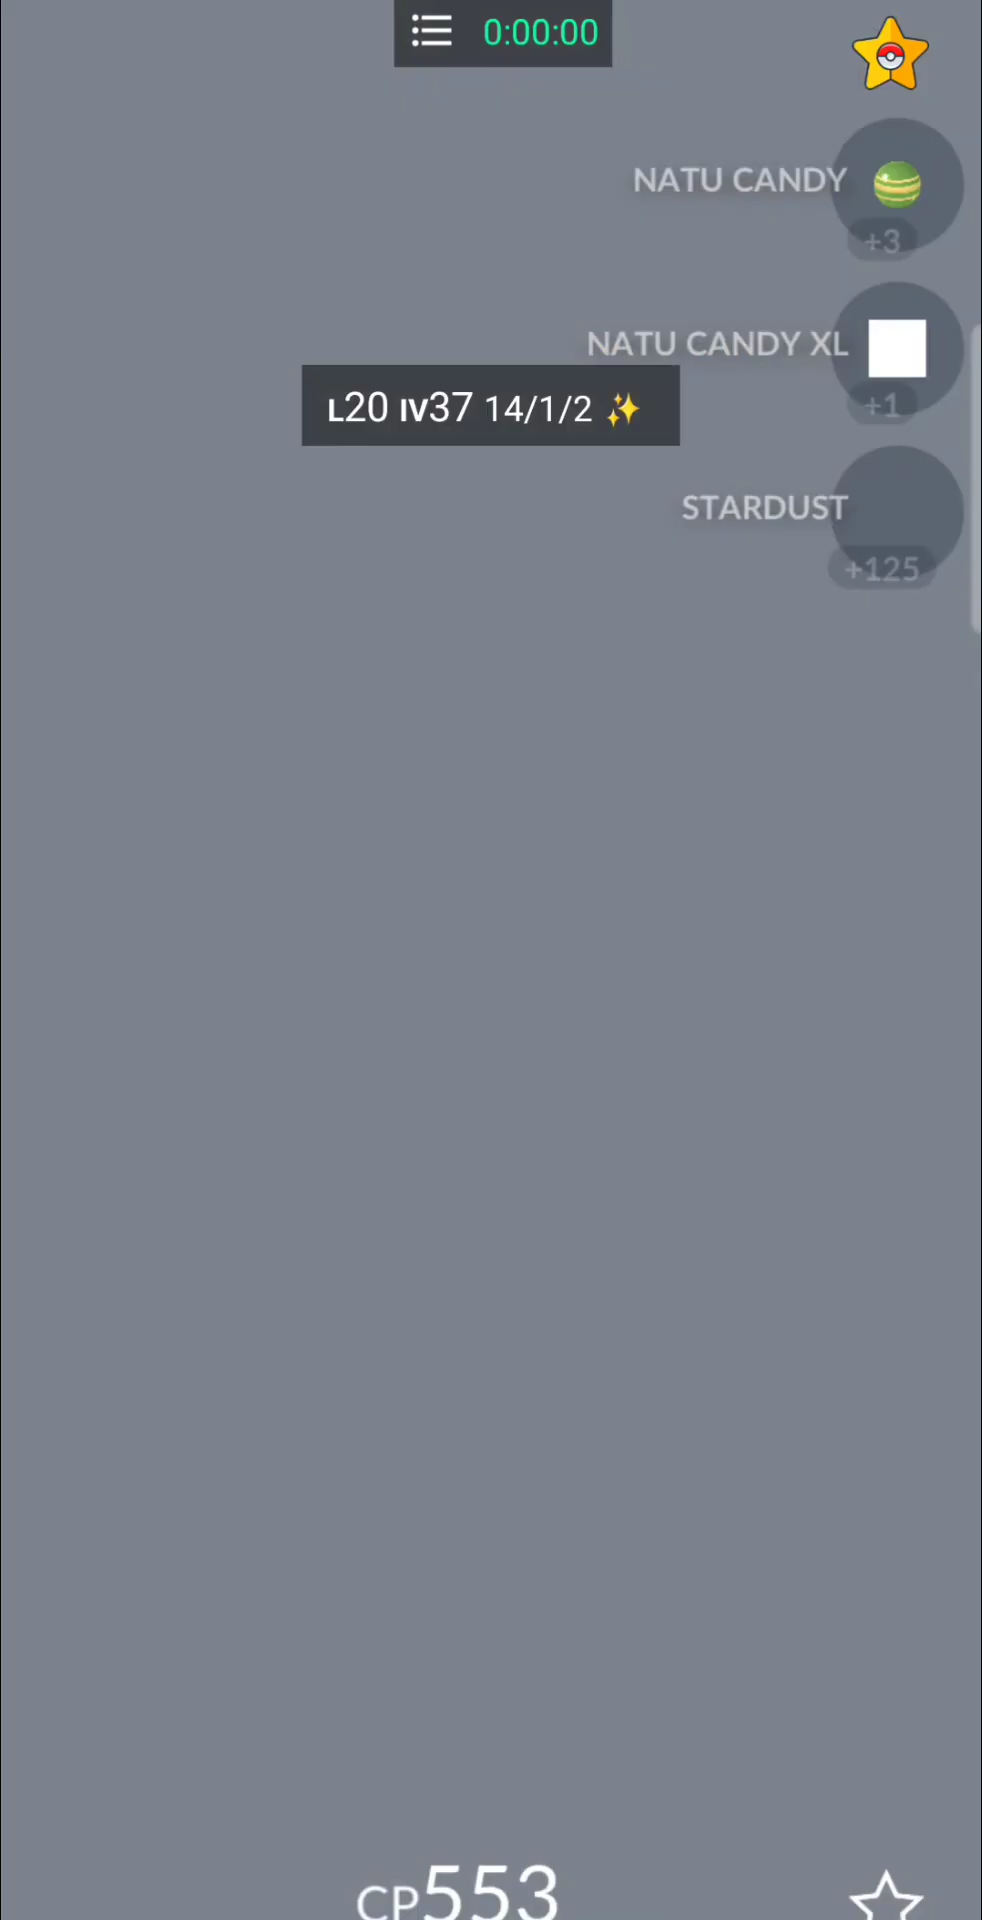 0:00:00
NATU CANDY
+3
NATU CANDY XL
+1
L20 IV37 14/1/2 ✨
STARDUST
+125
CP553